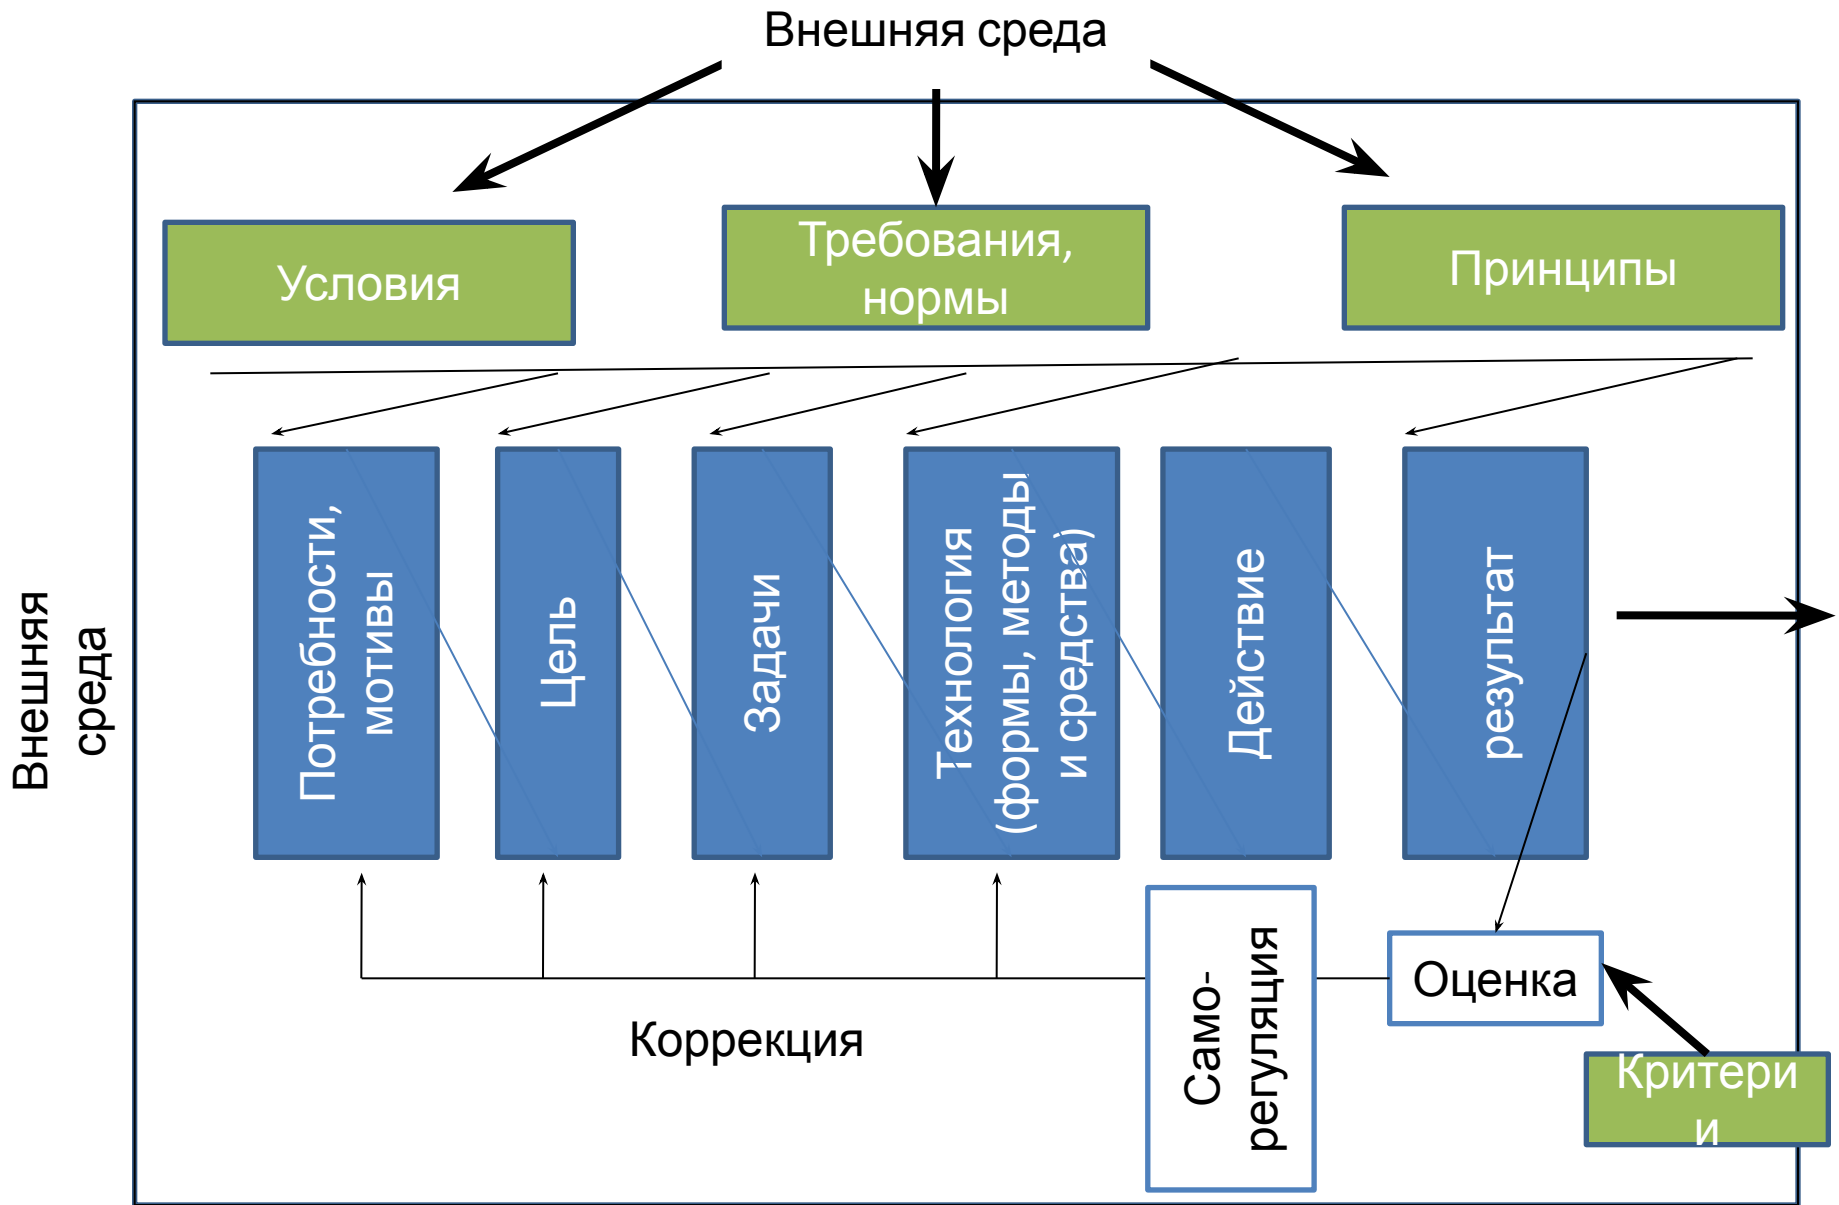 Внешняя среда
Условия
Требования,
нормы
Принципы
Внешняя
среда
Потребности,
мотивы
Цель
Задачи
Технология
(формы, методы
и средства)
Действие
результат
Само-
регуляция
Оценка
Коррекция
Критери
и